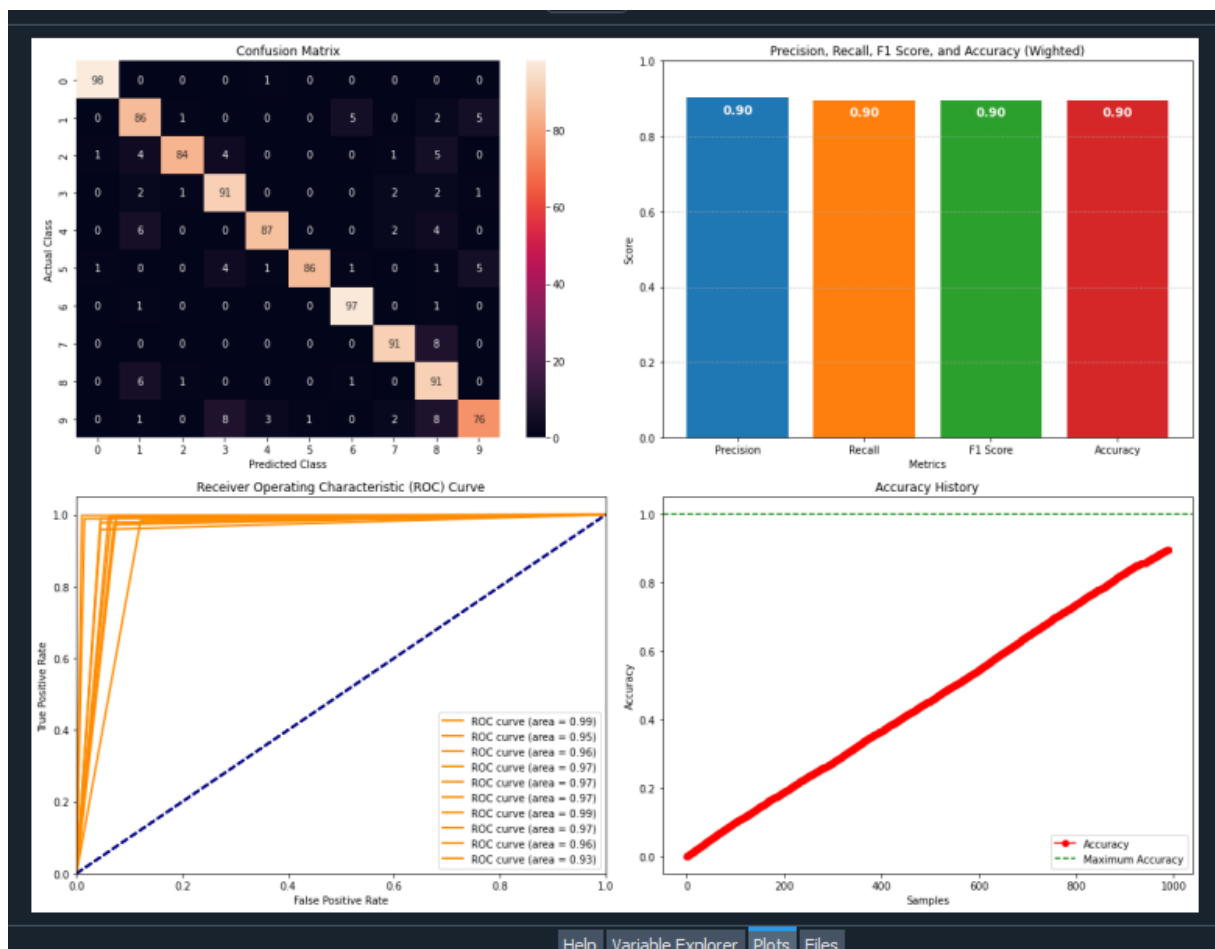 Confusion Matrix
0 98 0 0 0 1 0 0 0 0 0
1 0 86 1 0 0 0 5 0 2 5
2 1 4 84 4 0 0 0 1 5 0
3 0 2 1 91 0 0 0 2 2 1
4 0 6 0 0 87 0 0 2 4 0
5 1 0 0 4 1 86 1 0 1 5
6 0 1 0 0 0 0 97 0 1 0
7 0 0 0 0 0 0 0 91 8 0
8 0 6 1 0 0 0 1 0 91 0
9 0 1 0 8 3 1 0 2 8 76
0 1 2 3 4 5 6 7 8 9
Predicted Class
Actual Class
80
60
40
20
0
Precision, Recall, F1 Score, and Accuracy (Wighted)
1.0
0.8
0.6
0.4
0.2
0.0
0.90 0.90 0.90 0.90
Precision Recall F1 Score Accuracy
Metrics
Score
Receiver Operating Characteristic (ROC) Curve
1.0
0.8
0.6
0.4
0.2
0.0
0.0 0.2 0.4 0.6 0.8 1.0
False Positive Rate
True Positive Rate
ROC curve (area = 0.99)
ROC curve (area = 0.95)
ROC curve (area = 0.96)
ROC curve (area = 0.97)
ROC curve (area = 0.97)
ROC curve (area = 0.97)
ROC curve (area = 0.99)
ROC curve (area = 0.97)
ROC curve (area = 0.96)
ROC curve (area = 0.93)
Accuracy History
1.0
0.8
0.6
0.4
0.2
0.0
0 200 400 600 800 1000
Samples
Accuracy
Accuracy
Maximum Accuracy
Help Variable Explorer Plots Files